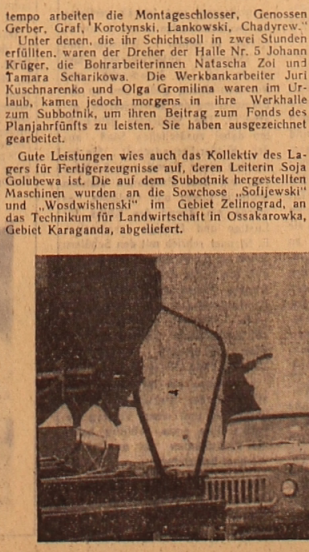 tempo arbeiten die Montageschlosser, Genossen
Gerber, Graf, Korotynski, Lankowski, Chadyrew."
Unter denen, die ihr Schichtsoll in zwei Stunden
erfüllten, waren der Dreher der Halle Nr. 5 Johann
Krüger, die Bohrarbeiterinnen Natascha Zoi und
Tamara Scharikowa. Die Werkbankarbeiter Juri
Kuschnarenko und Olga Gromilina waren im Ur-
laub, kamen jedoch morgens in ihre Werkhalle
zum Subbotnik, um ihren Beitrag zum Fonds des
Planjahrfünfts zu leisten. Sie haben ausgezeichnet
gearbeitet.
Gute Leistungen wies auch das Kollektiv des La-
gers für Fertigerzeugnisse auf, deren Leiterin Soja
Golubewa ist. Die auf dem Subbotnik hergestellten
Maschinen wurden an die Sowchose „Sofijewski"
und „Wosdwishenski" im Gebiet Zelinograd, an
das Technikum für Landwirtschaft in Ossakarowka,
Gebiet Karaganda, abgeliefert.